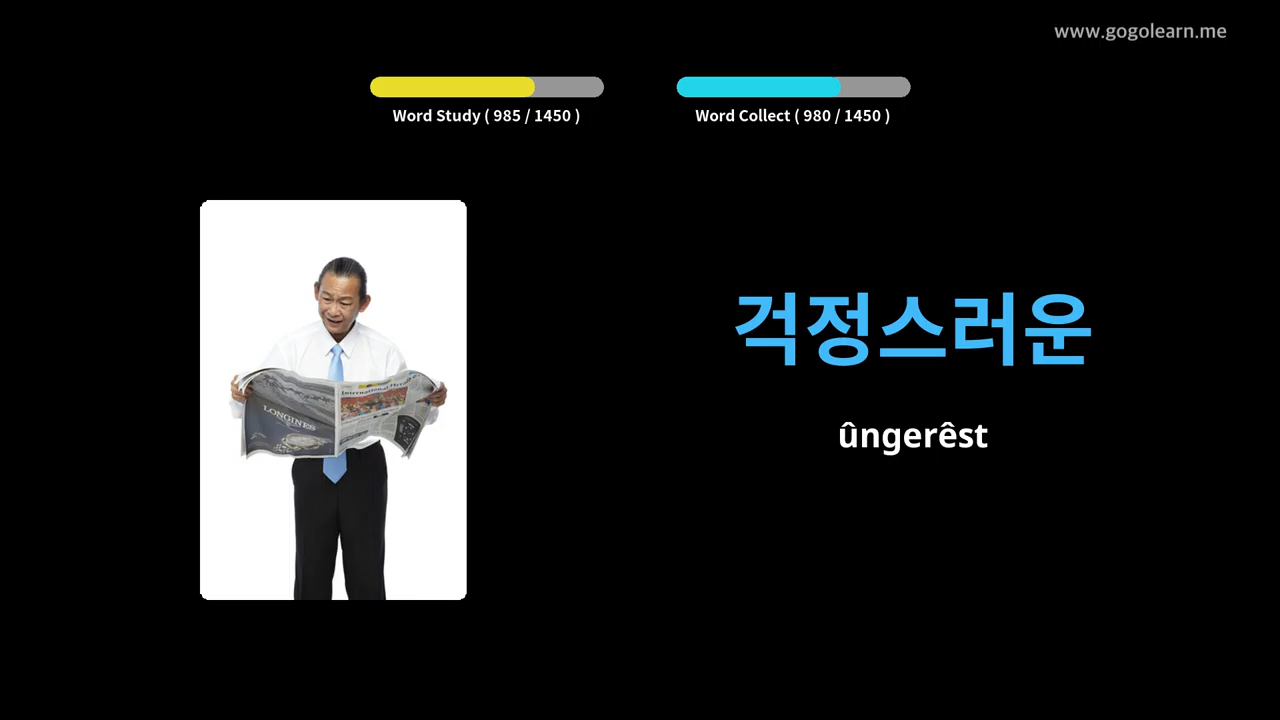 www.gogolearn.me
Word Study ( 985 / 1450 )
Word Collect ( 980 / 1450 )
걱정스러운
ûngerêst
LONGINES
International Herald